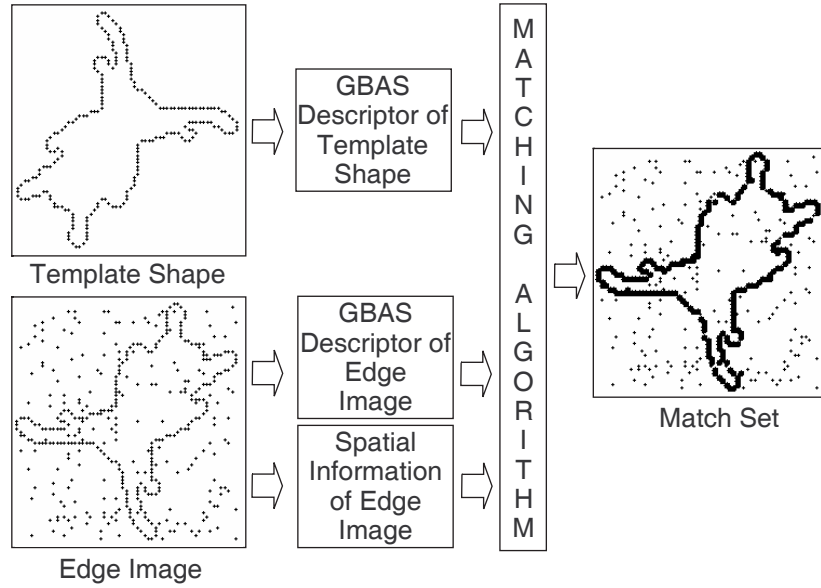 Template Shape
GBAS
Descriptor of
Template
Shape
Edge Image
GBAS
Descriptor of
Edge
Image
Spatial
Information
of Edge
Image
M
A
T
C
H
I
N
G
A
L
G
O
R
I
T
H
M
Match Set